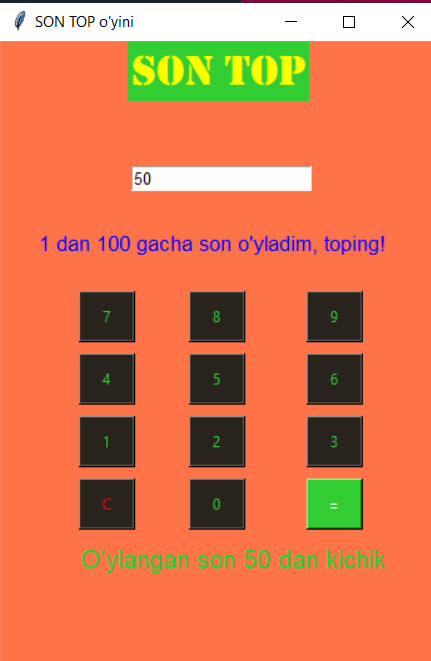 SON TOP o'yini
SON TOP
50
1 dan 100 gacha son o'yladim, toping!
7 8 9
4 5 6
1 2 3
C 0 =
O'ylangan son 50 dan kichik